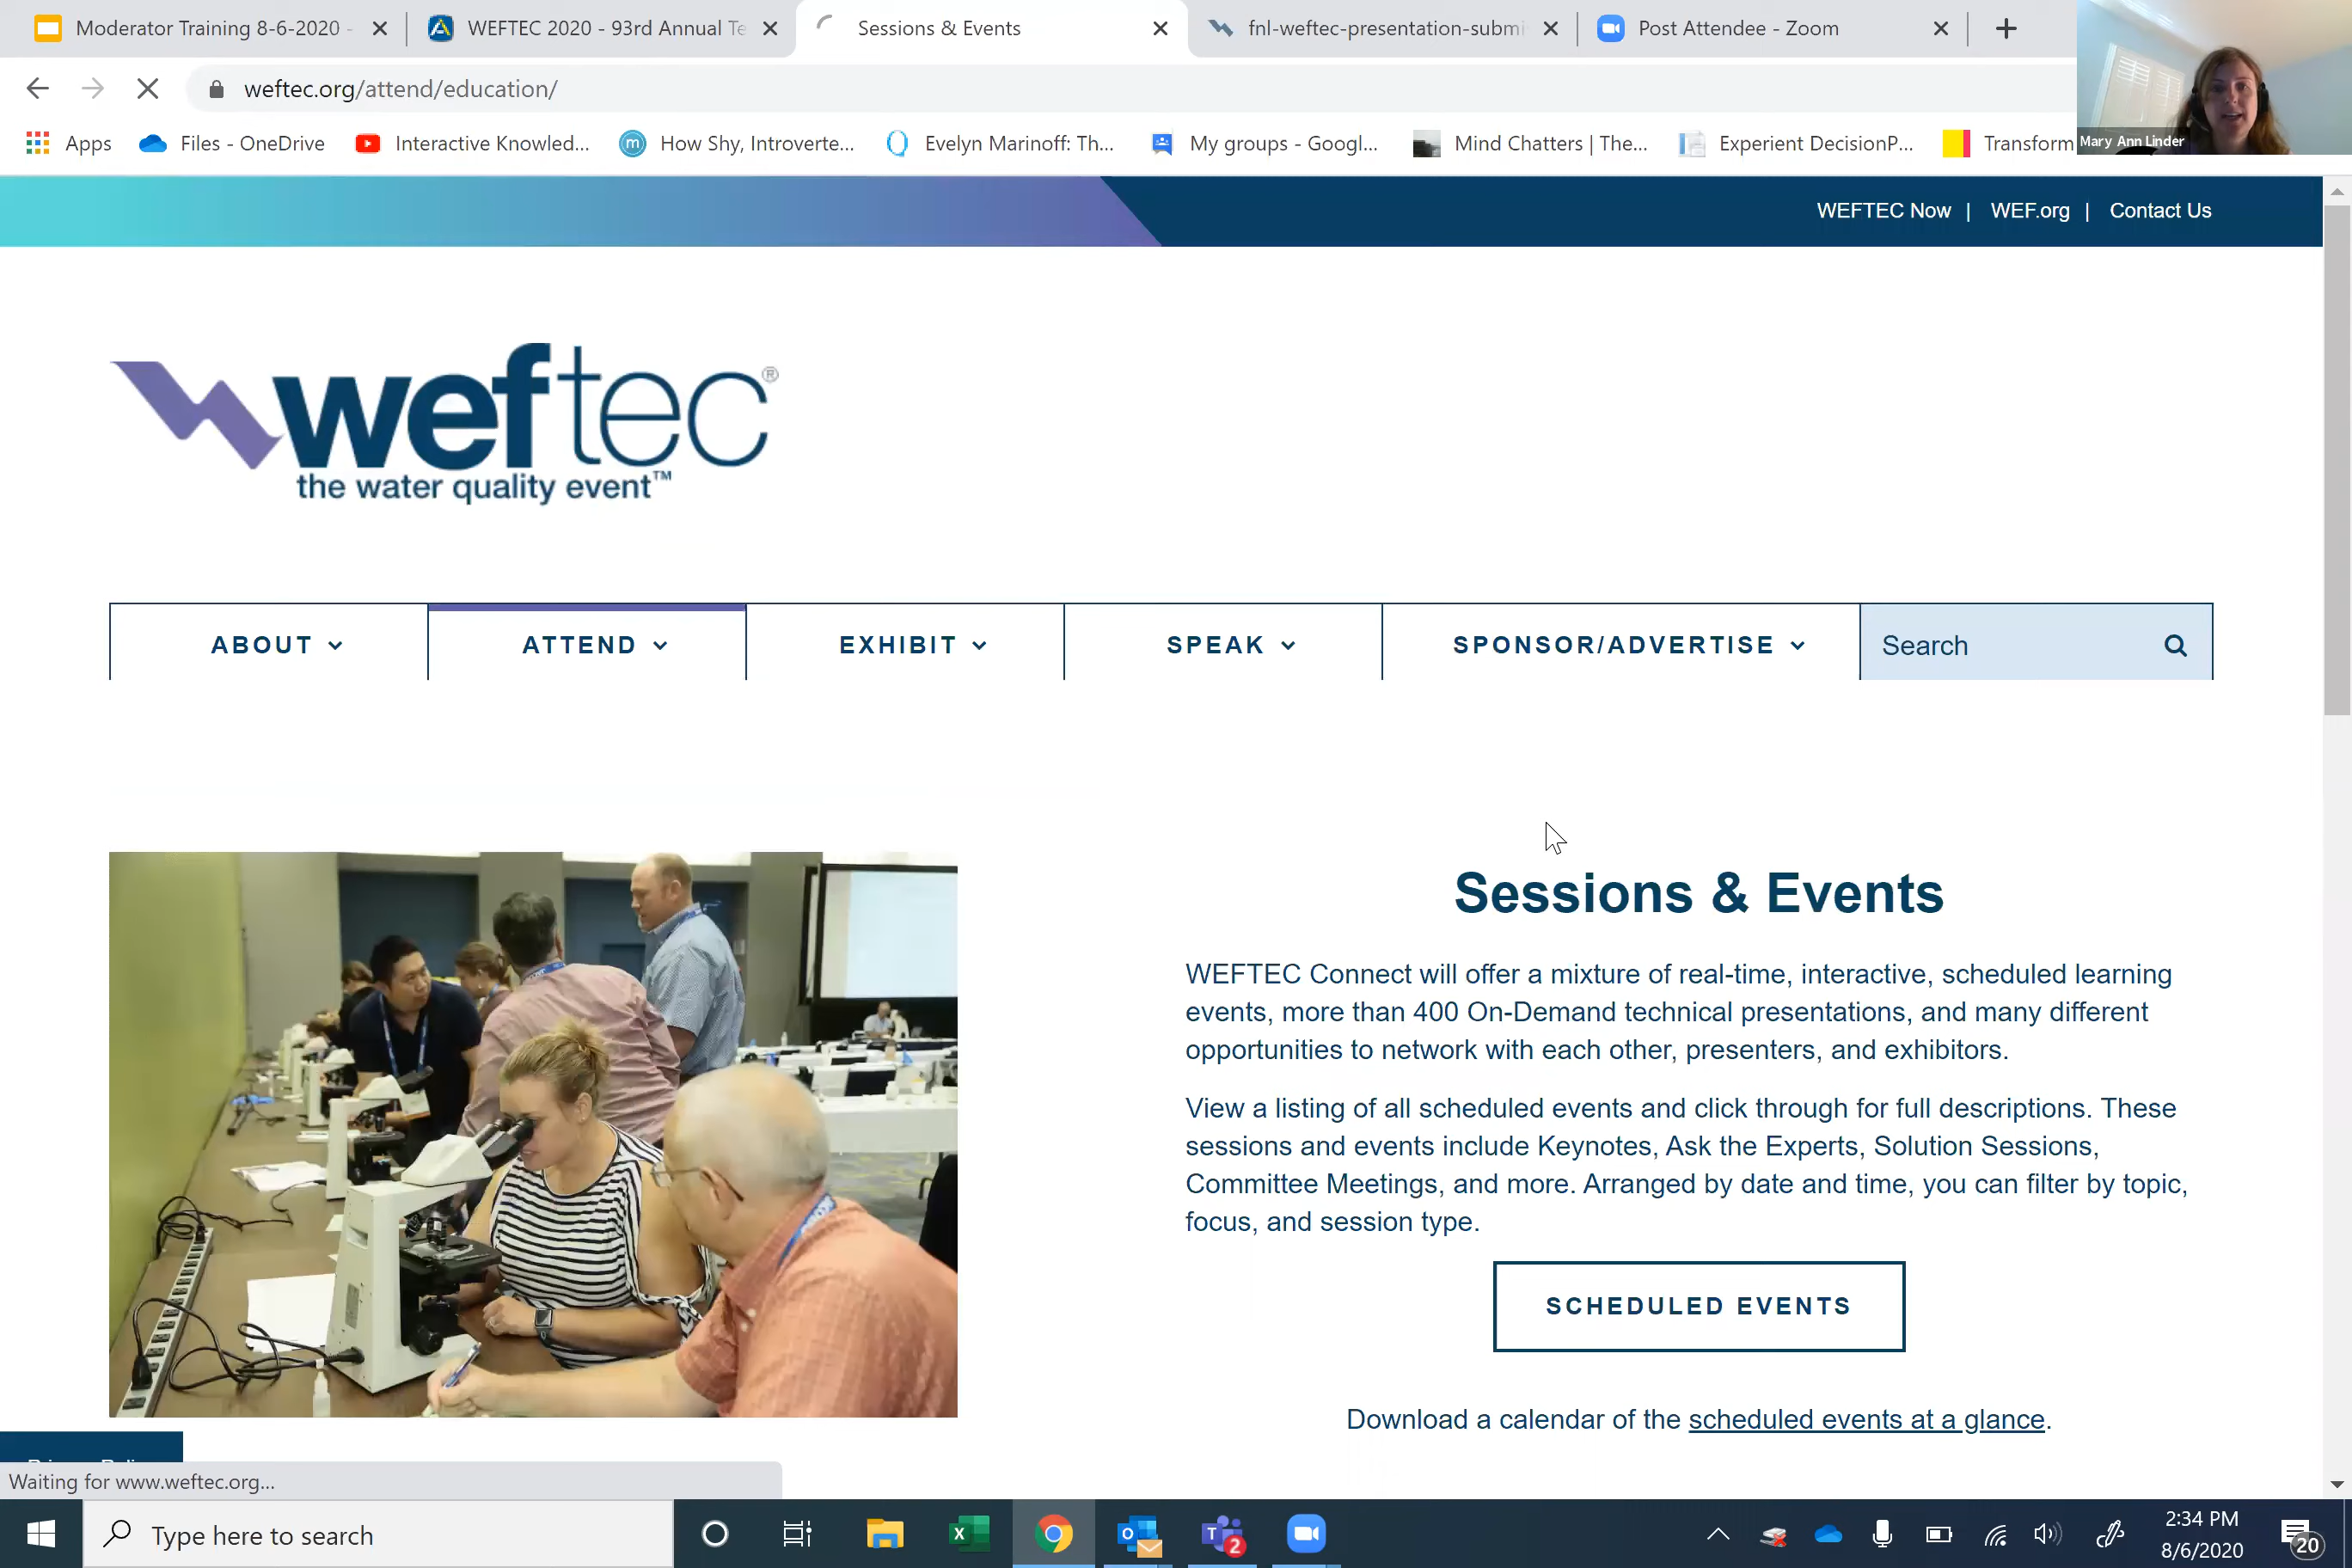 Moderator Training 8-6-2020 -
WEFTEC 2020 - 93rd Annual Te
Sessions & Events
fnl-weftec-presentation-submi
Post Attendee - Zoom
weftec.org/attend/education/
Apps
Files - OneDrive
Interactive Knowled...
How Shy, Introverte...
Evelyn Marinoff: Th...
My groups - Googl...
Mind Chatters | The...
Experient DecisionP...
Transform
Mary Ann Linder
WEFTEC Now | WEF.org | Contact Us
weftec®
the water quality event™
ABOUT
ATTEND
EXHIBIT
SPEAK
SPONSOR/ADVERTISE
Search
Sessions & Events
WEFTEC Connect will offer a mixture of real-time, interactive, scheduled learning
events, more than 400 On-Demand technical presentations, and many different
opportunities to network with each other, presenters, and exhibitors.
View a listing of all scheduled events and click through for full descriptions. These
sessions and events include Keynotes, Ask the Experts, Solution Sessions,
Committee Meetings, and more. Arranged by date and time, you can filter by topic,
focus, and session type.
SCHEDULED EVENTS
Download a calendar of the scheduled events at a glance.
Waiting for www.weftec.org...
Type here to search
2
2:34 PM
8/6/2020
20